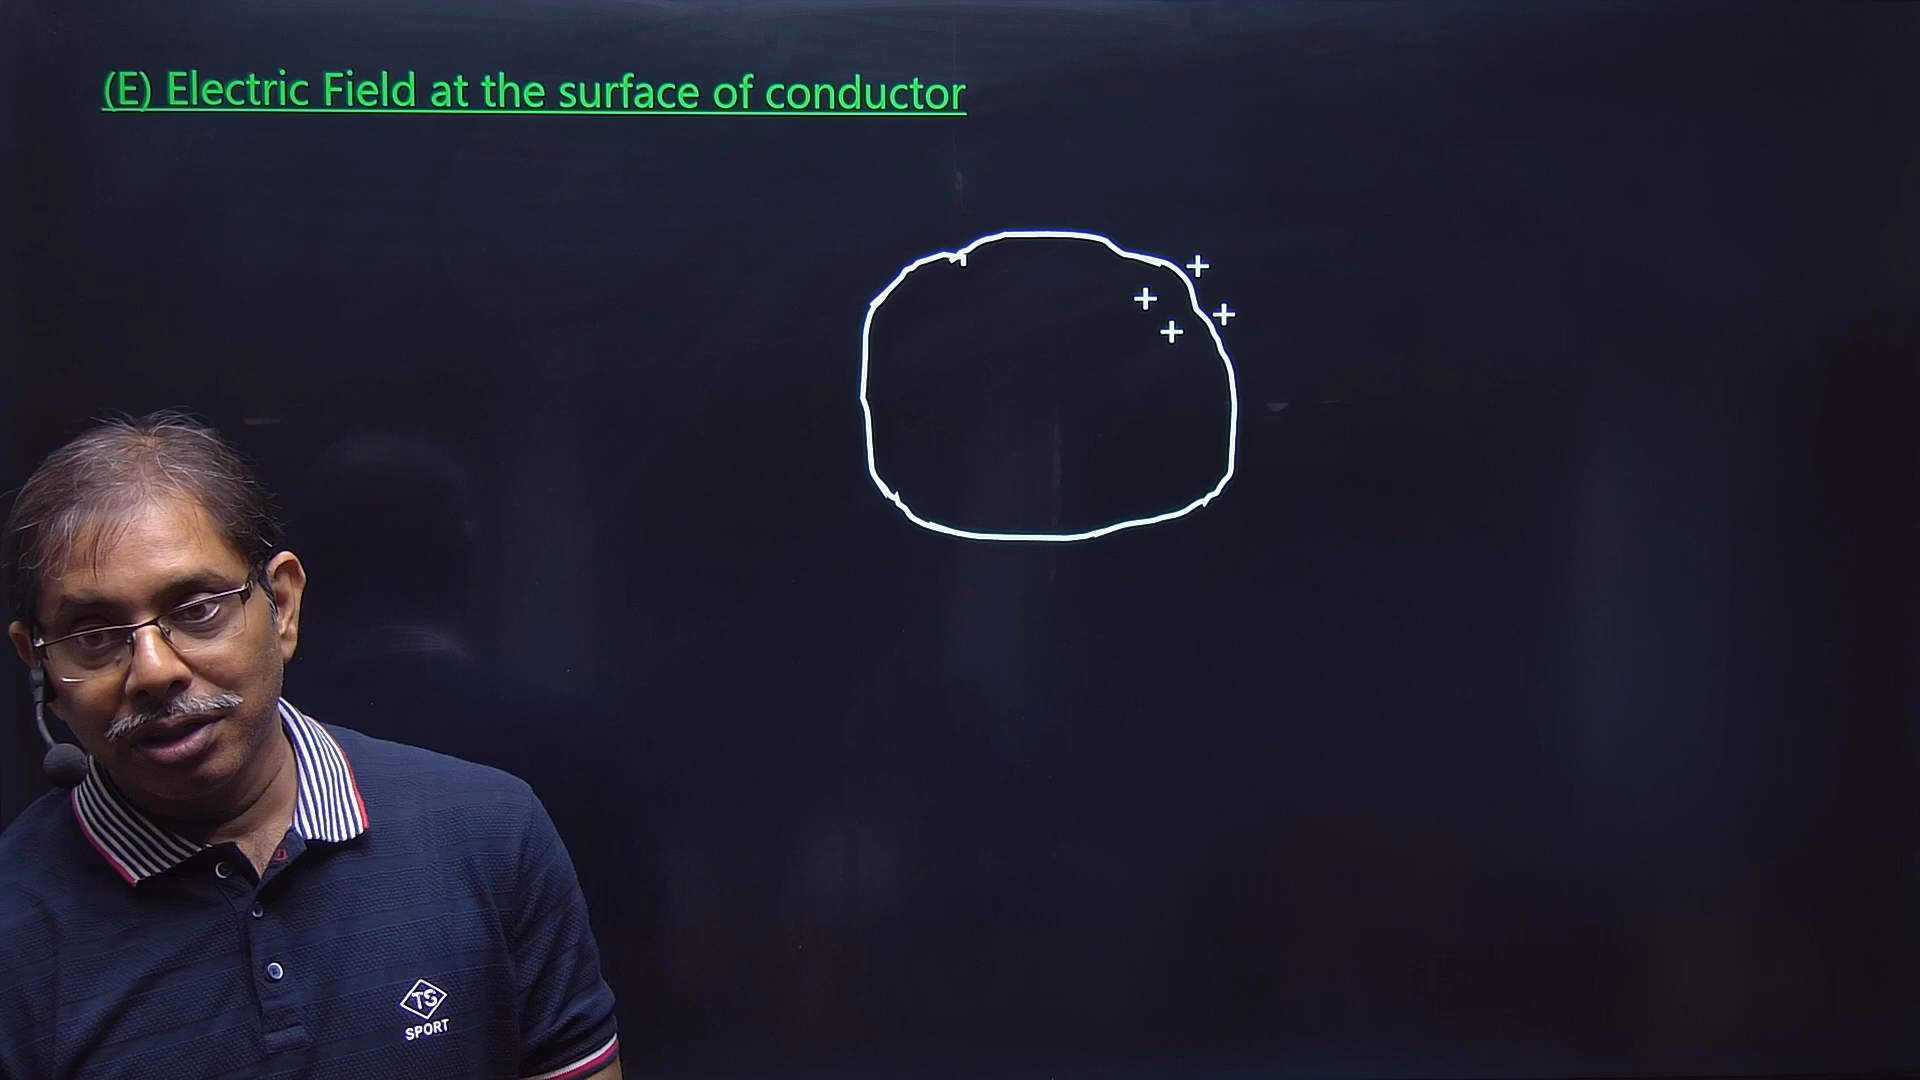 (E) Electric Field at the surface of conductor
+
+
+
+
TS
SPORT